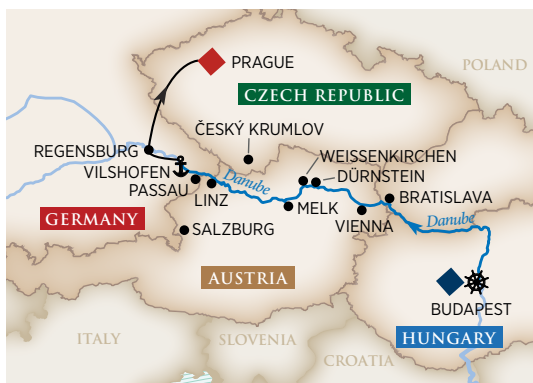 PRAGUE
POLAND
CZECH REPUBLIC
ČESKÝ KRUMLOV
REGENSBURG
WEISSENKIRCHEN
VILSHOFEN
Danube
DÜRNSTEIN
PASSAU
LINZ
BRATISLAVA
MELK
GERMANY
VIENNA
Danube
SALZBURG
AUSTRIA
BUDAPEST
ITALY
SLOVENIA
HUNGARY
CROATIA